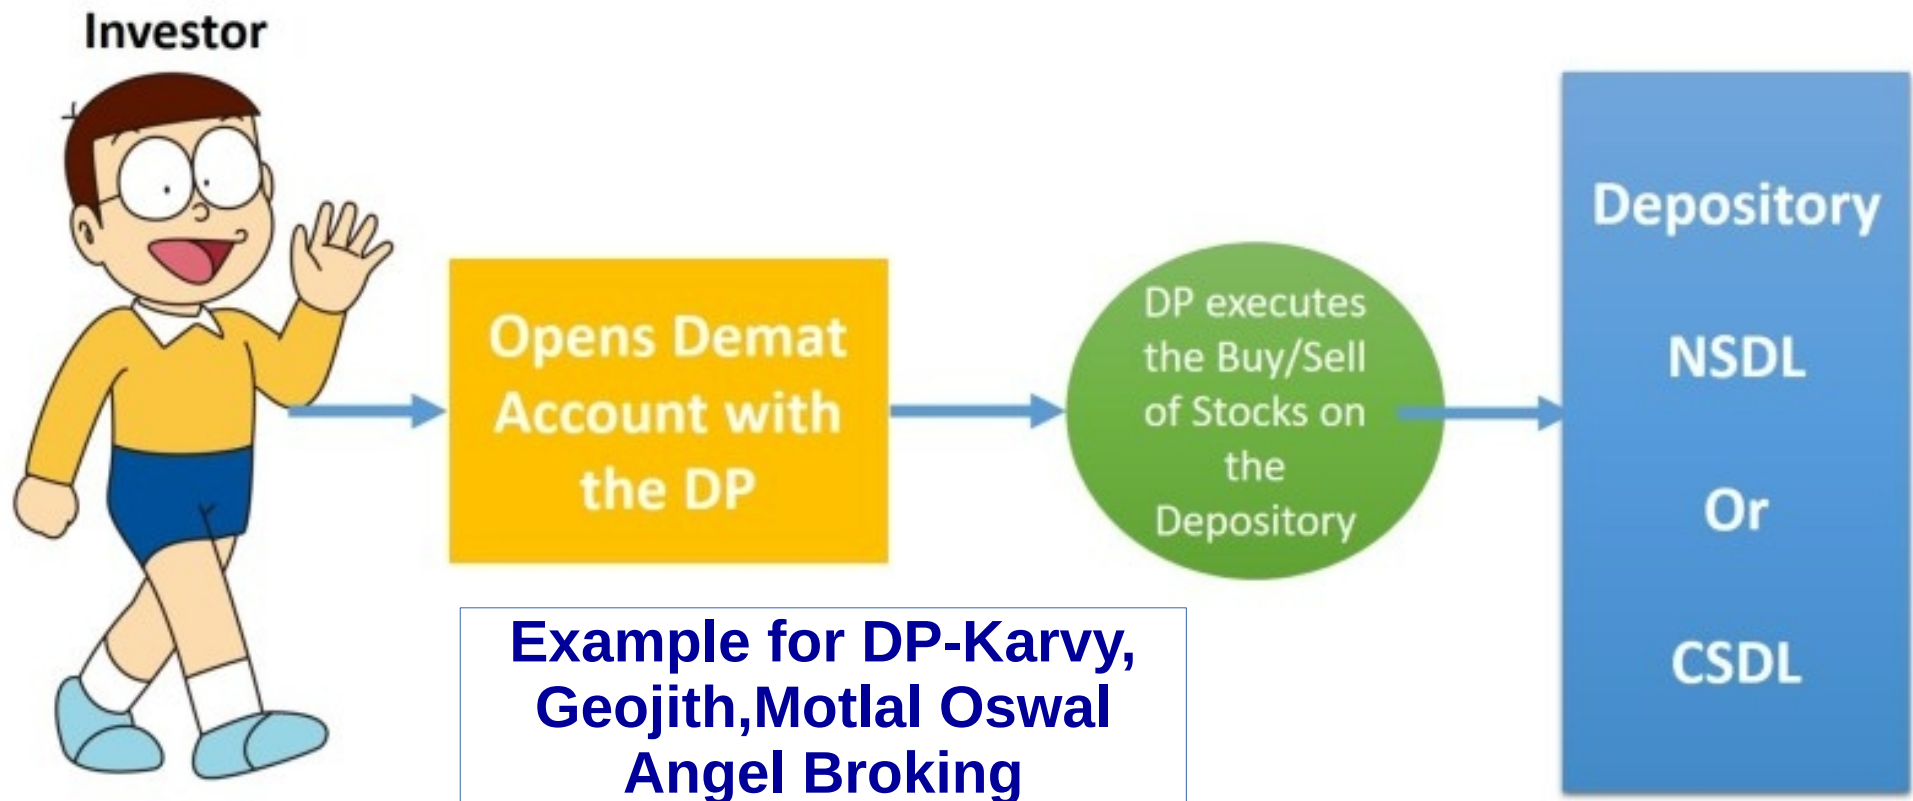 Investor
Opens Demat
Account with
the DP
DP executes
the Buy/Sell
of Stocks on
the
Depository
Depository
NSDL
Or
CSDL
Example for DP-Karvy,
Geojith,Motlal Oswal
Angel Broking